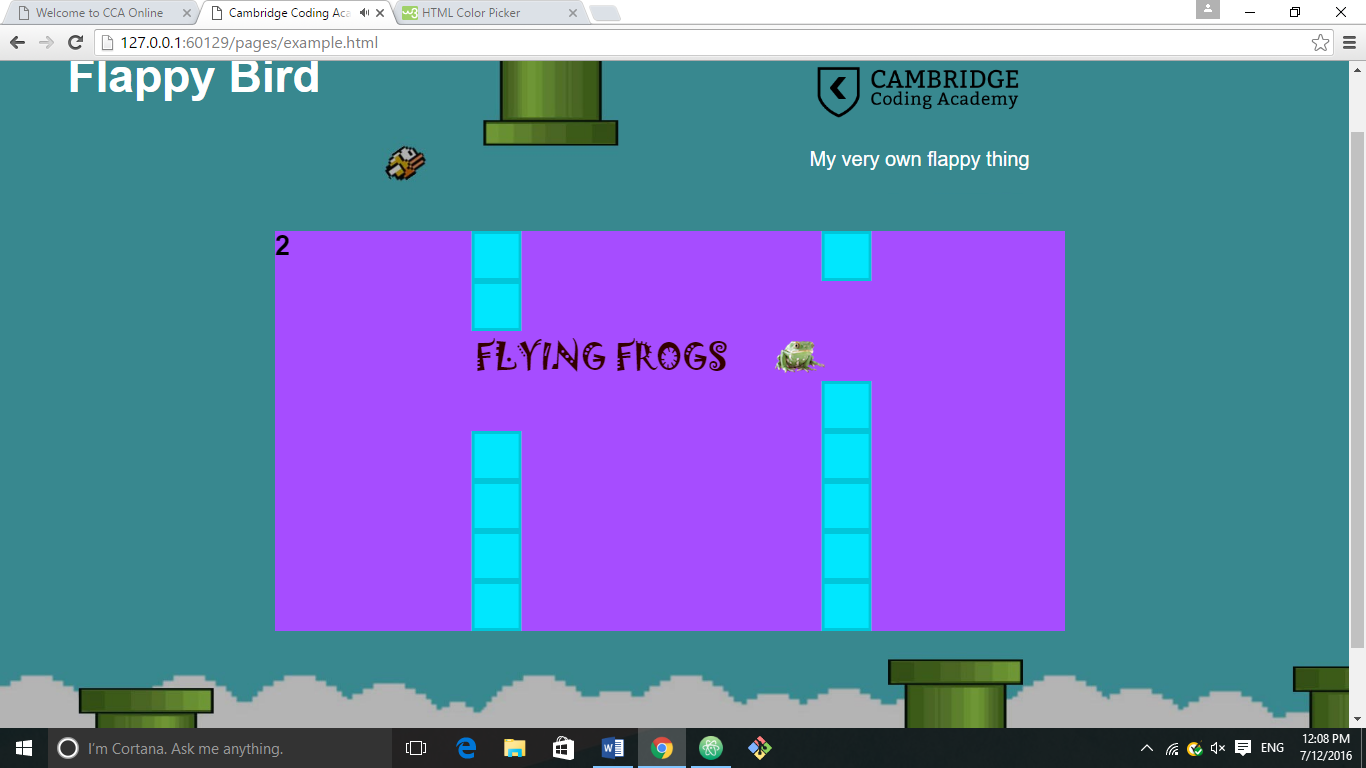 Welcome to CCA Online
Cambridge Coding Aca
HTML Color Picker
127.0.0.1:60129/pages/example.html
Flappy Bird
CAMBRIDGE
Coding Academy
My very own flappy thing
2
FLYING FROGS
I'm Cortana. Ask me anything.
ENG
12:08 PM
7/12/2016